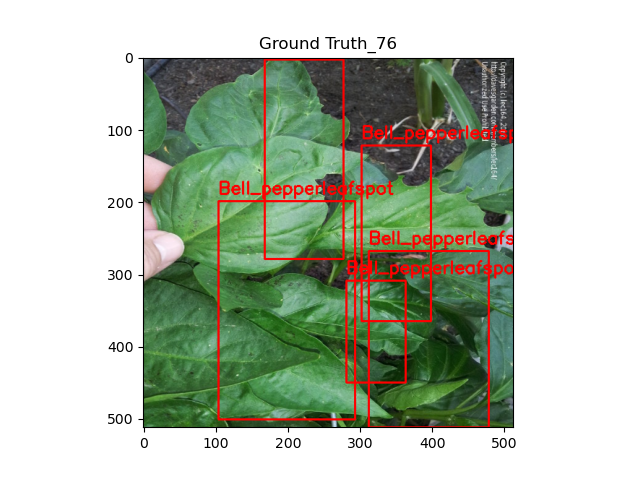 Ground Truth_76
0
100
200
300
400
500
Bell_pepperleafsp
Bell_pepperleafspot
Bell_pepperleafs
Bell_pepperleafspo
0
100
200
300
400
500